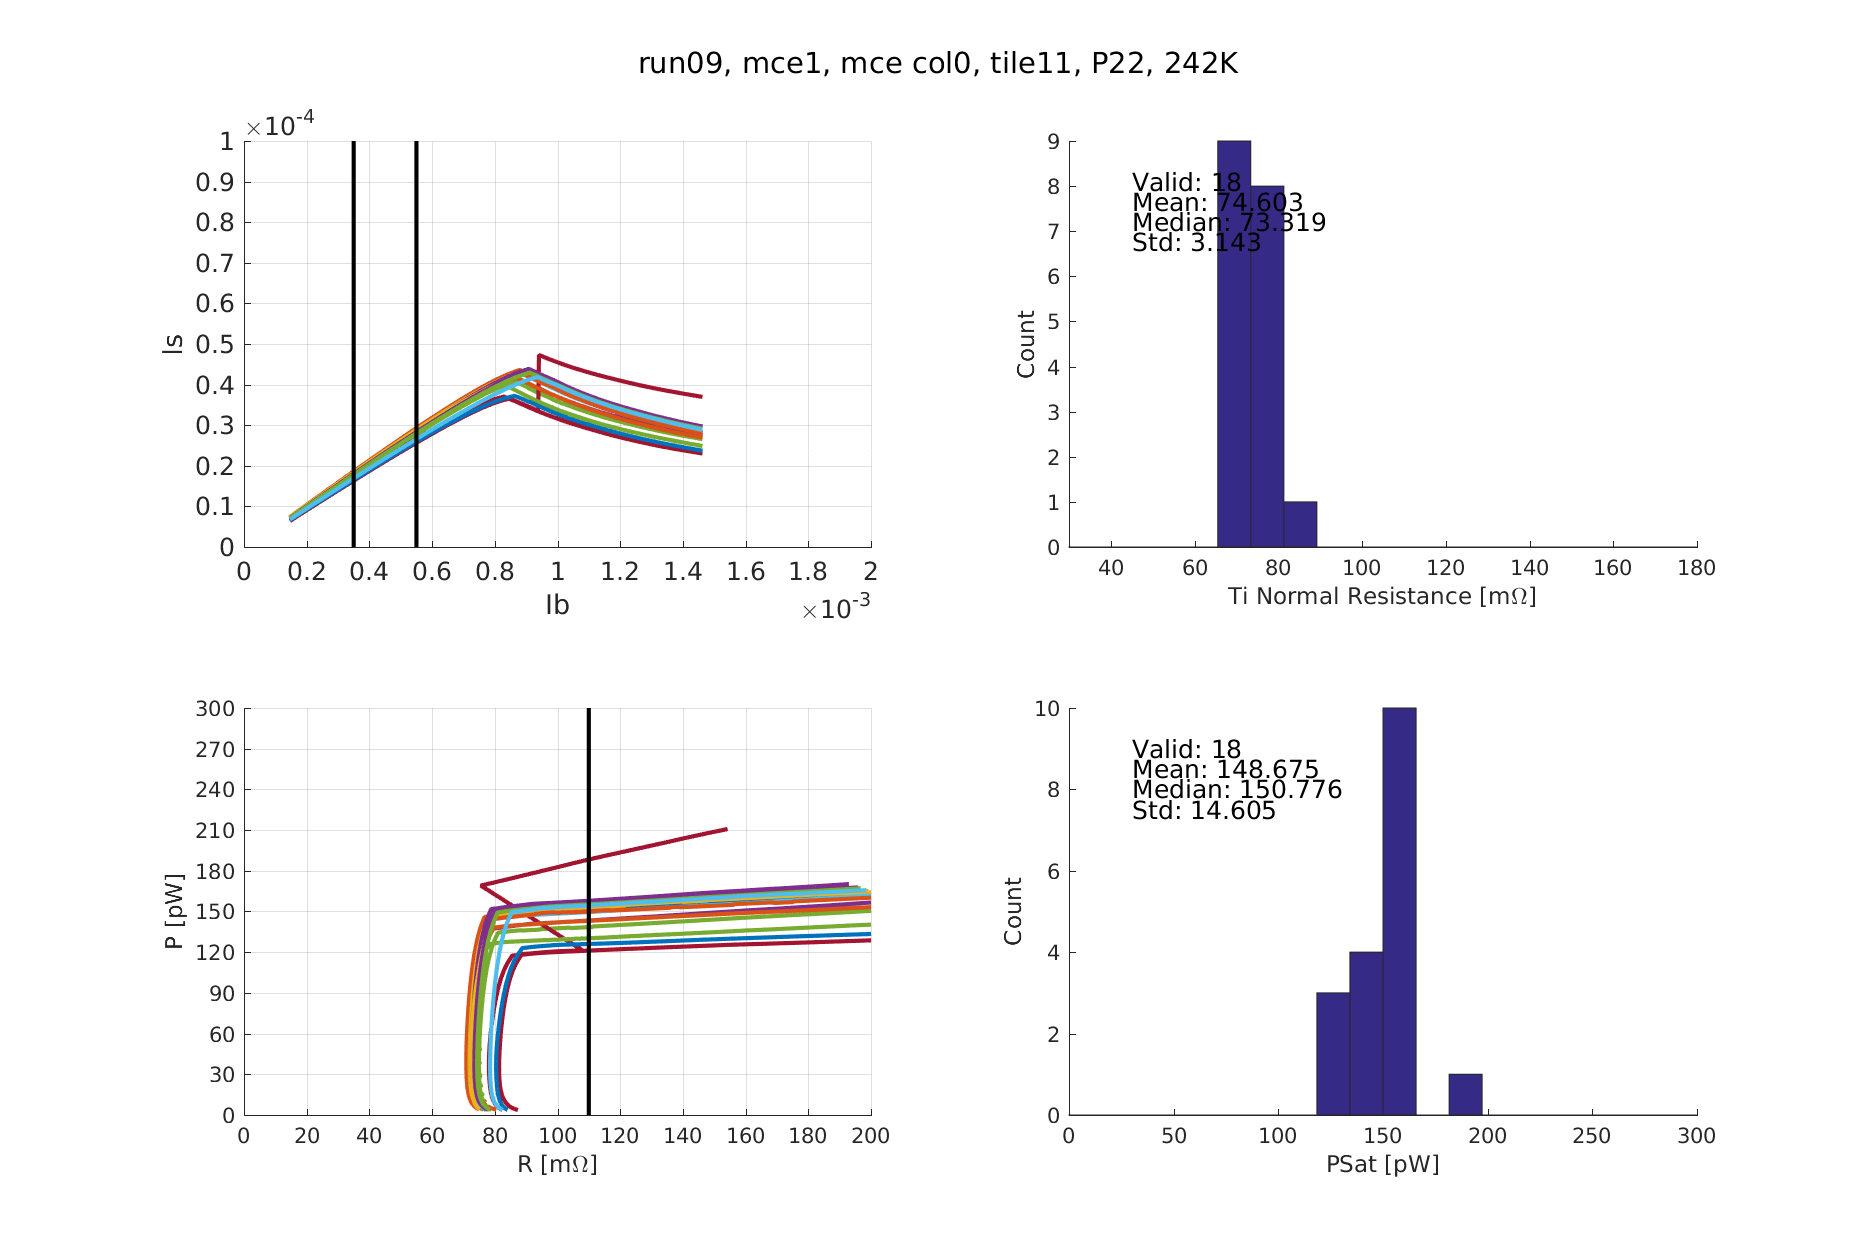 run09, mce1, mce col0, tile11, P22, 242K
×10-4
1
0.9
0.8
0.7
0.6
0.5
0.4
0.3
0.2
0.1
0
Is
0 0.2 0.4 0.6 0.8 1 1.2 1.4 1.6 1.8 2
Ib
×10-3
9
8
7
6
5
4
3
2
1
0
Count
Valid: 18
Mean: 74.603
Median: 73.319
Std: 3.143
40 60 80 100 120 140 160 180
Ti Normal Resistance [mΩ]
300
270
240
210
180
150
120
90
60
30
0
P [pW]
0 20 40 60 80 100 120 140 160 180 200
R [mΩ]
10
8
6
4
2
0
Count
Valid: 18
Mean: 148.675
Median: 150.776
Std: 14.605
0 50 100 150 200 250 300
PSat [pW]